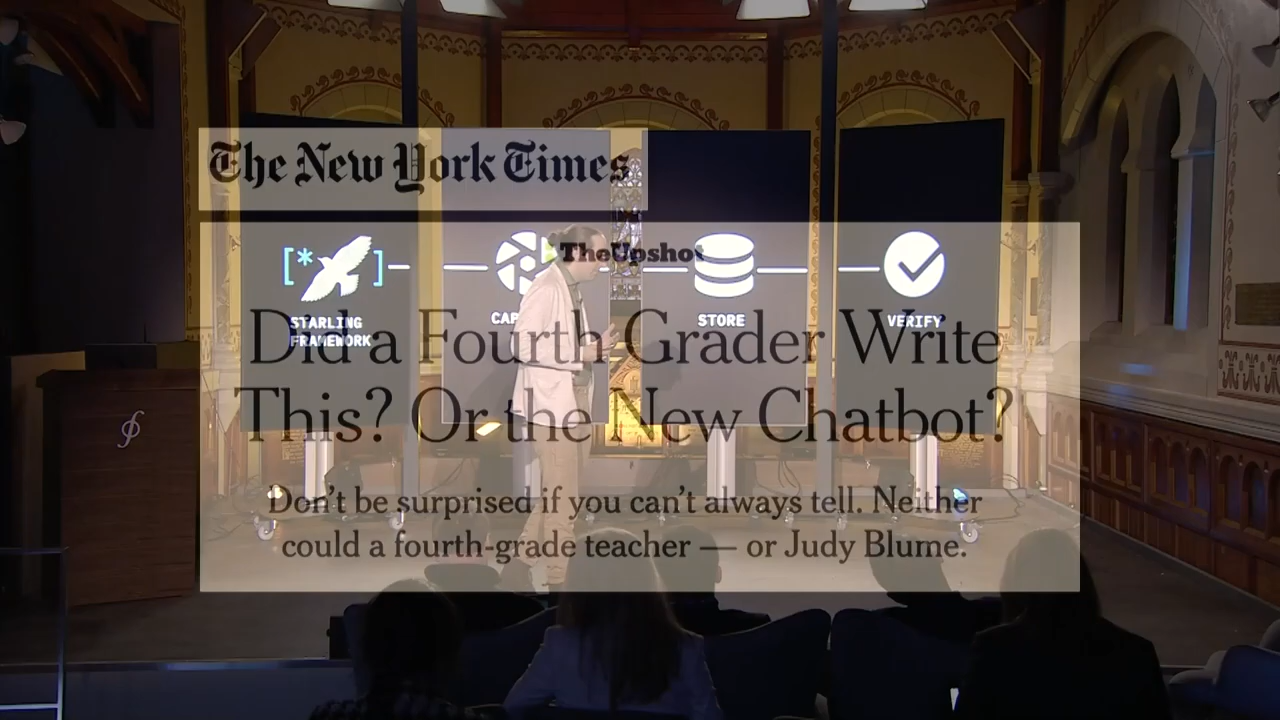 The New York Times
TheUpshot
STARLING
FRAMEWORK
STORE
VERIFY
Did a Fourth Grader Write
This? Or the New Chatbot?
Don't be surprised if you can't always tell. Neither
could a fourth-grade teacher — or Judy Blume.